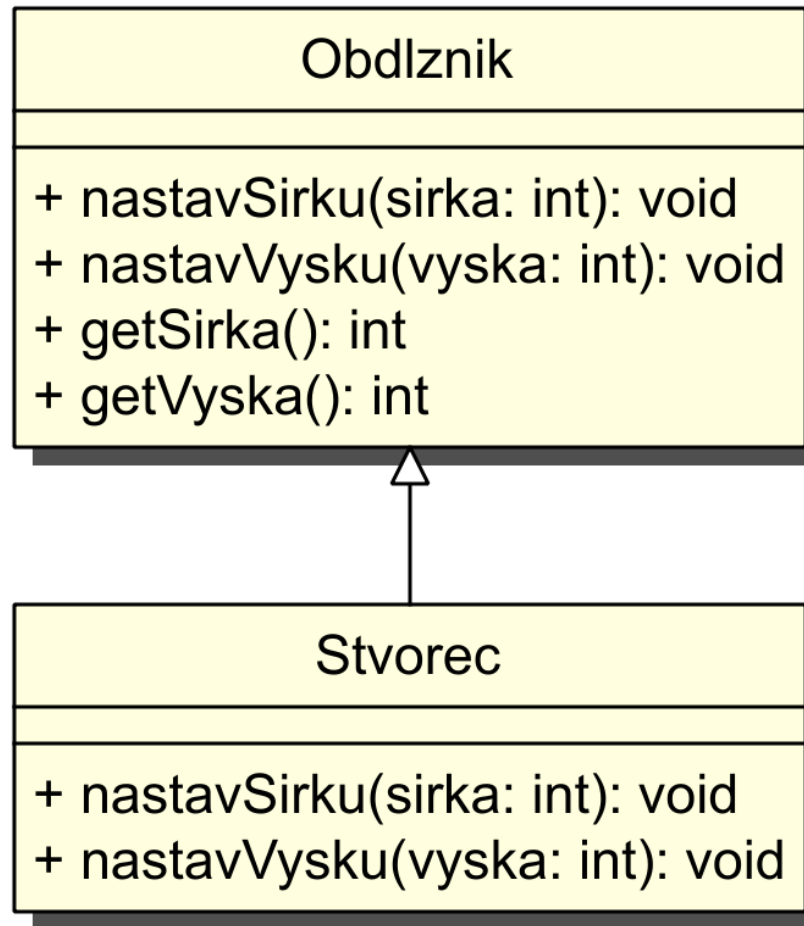 Obdlznik
+ nastavSirku(sirka: int): void
+ nastavVysku(vyska: int): void
+ getSirka(): int
+ getVyska(): int
Stvorec
+ nastavSirku(sirka: int): void
+ nastavVysku(vyska: int): void